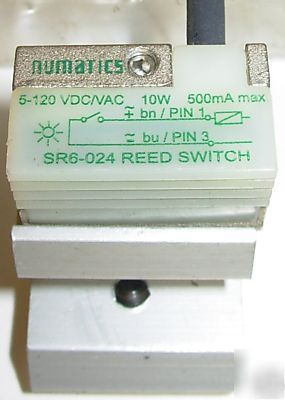 numatics
5-120 VDC/VAC 10W 500mA max
∓ bn / PIN 1
≂ bu / PIN 3
SR6-024 REED SWITCH